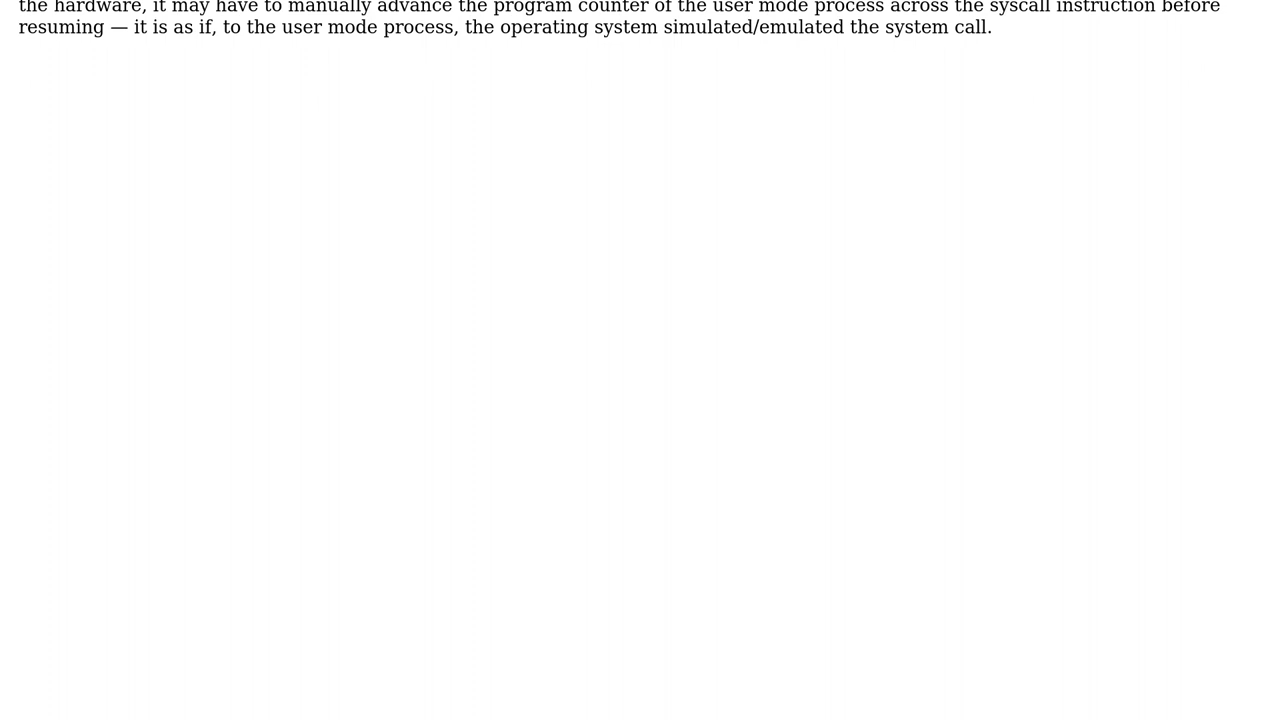 the hardware, it may have to manually advance the program counter of the user mode process across the syscall instruction before
resuming — it is as if, to the user mode process, the operating system simulated/emulated the system call.